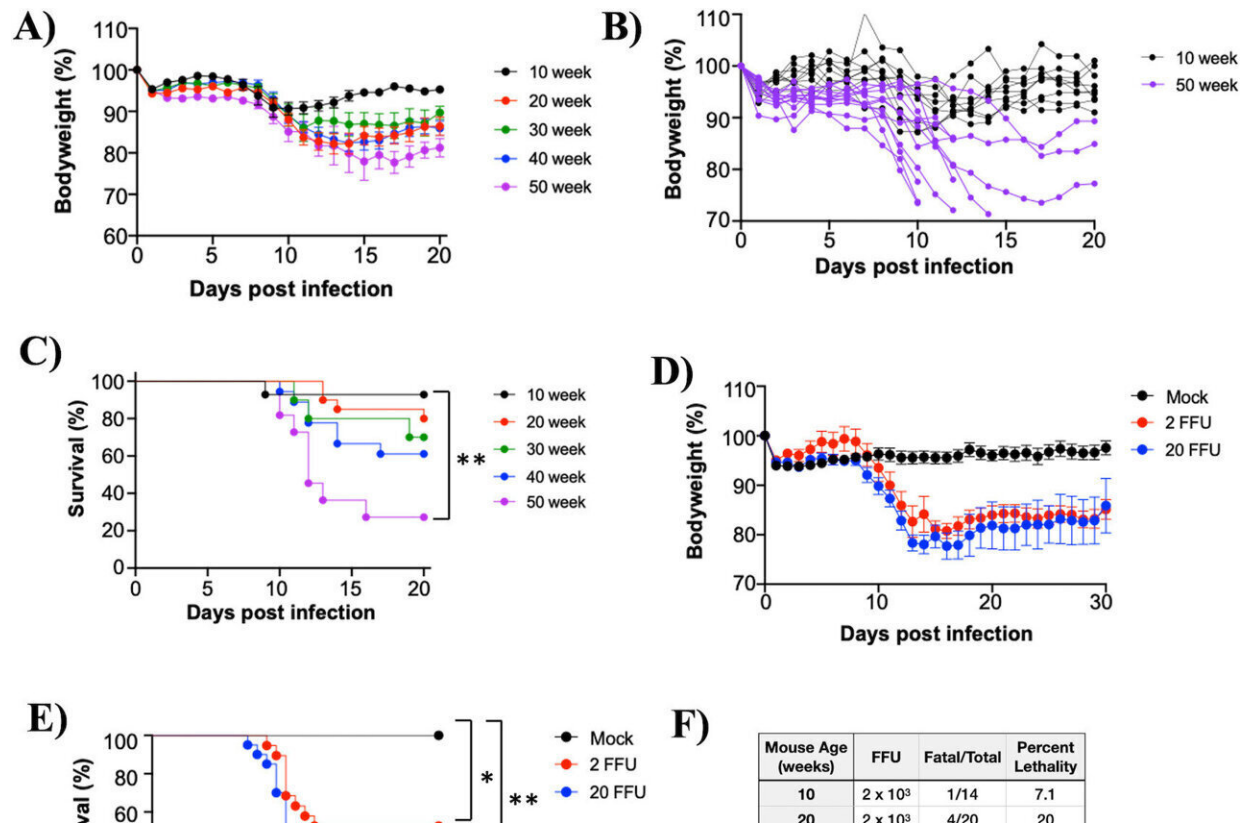 A)
110
100
90
80
70
60
Bodyweight (%)
0 5 10 15 20
Days post infection
10 week
20 week
30 week
40 week
50 week
B)
110
100
90
80
70
Bodyweight (%)
0 5 10 15 20
Days post infection
10 week
50 week
C)
100
80
60
40
20
0
Survival (%)
0 5 10 15 20
Days post infection
10 week
20 week
30 week
40 week
50 week
**
D)
110
100
90
80
70
Bodyweight (%)
0 10 20 30
Days post infection
Mock
2 FFU
20 FFU
E)
100
80
60
val (%)
*
**
Mock
2 FFU
20 FFU
F)
Mouse Age (weeks) FFU Fatal/Total Percent Lethality
10 2 x 10³ 1/14 7.1
20 2 x 10³ 4/20 20